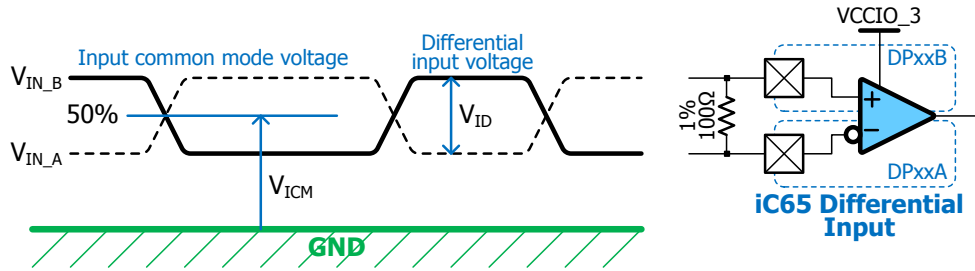 Input common mode voltage
Differential
input voltage
V_IN_B
50%
V_IN_A
V_ID
V_ICM
GND
VCCIO_3
DPxxB
1%
100Ω
+
−
DPxxA
iC65 Differential
Input